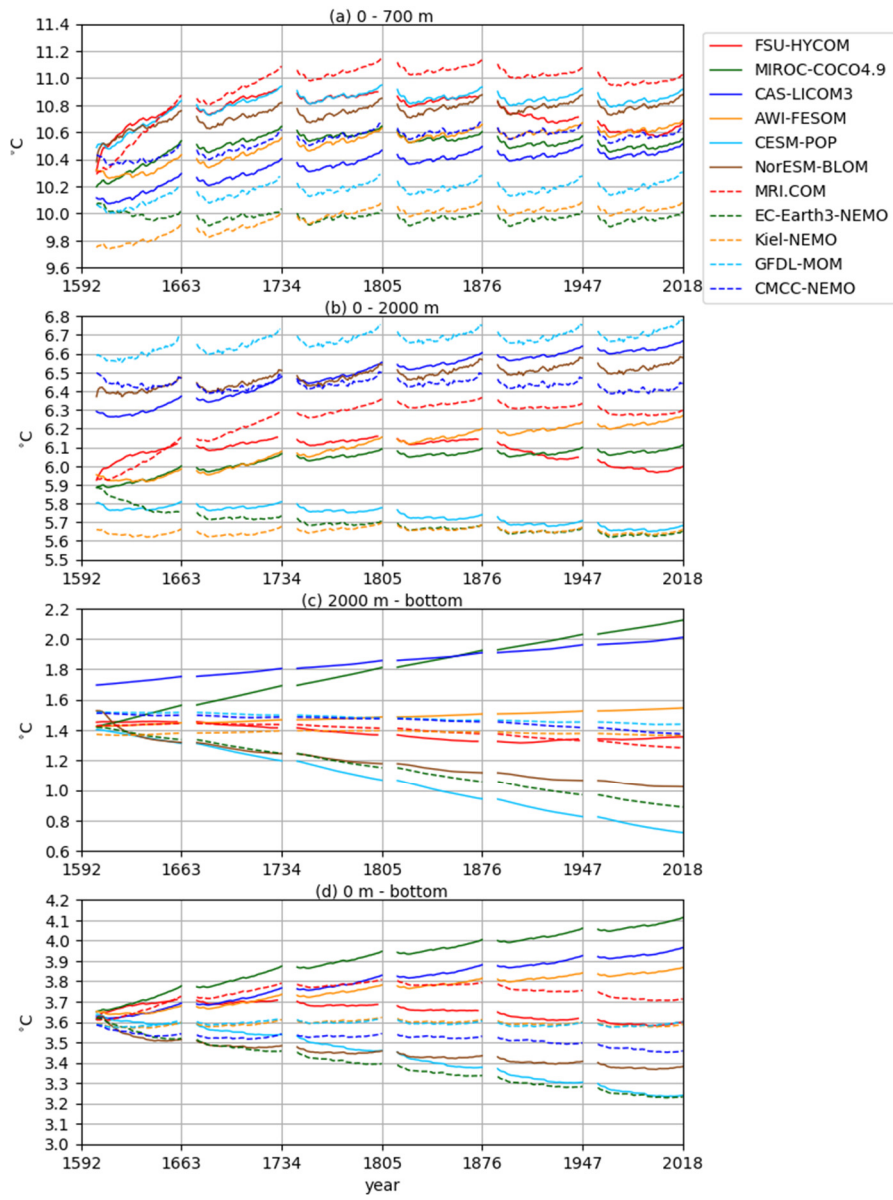 (a) 0 - 700 m
11.4
11.2
11.0
10.8
10.6
10.4
10.2
10.0
9.8
9.6
°C
1592 1663 1734 1805 1876 1947 2018
FSU-HYCOM
MIROC-COCO4.9
CAS-LICOM3
AWI-FESOM
CESM-POP
NorESM-BLOM
MRI.COM
EC-Earth3-NEMO
Kiel-NEMO
GFDL-MOM
CMCC-NEMO
(b) 0 - 2000 m
6.8
6.7
6.6
6.5
6.4
6.3
6.2
6.1
6.0
5.9
5.8
5.7
5.6
5.5
°C
1592 1663 1734 1805 1876 1947 2018
(c) 2000 m - bottom
2.2
2.0
1.8
1.6
1.4
1.2
1.0
0.8
0.6
°C
1592 1663 1734 1805 1876 1947 2018
(d) 0 m - bottom
4.2
4.1
4.0
3.9
3.8
3.7
3.6
3.5
3.4
3.3
3.2
3.1
3.0
°C
1592 1663 1734 1805 1876 1947 2018
year